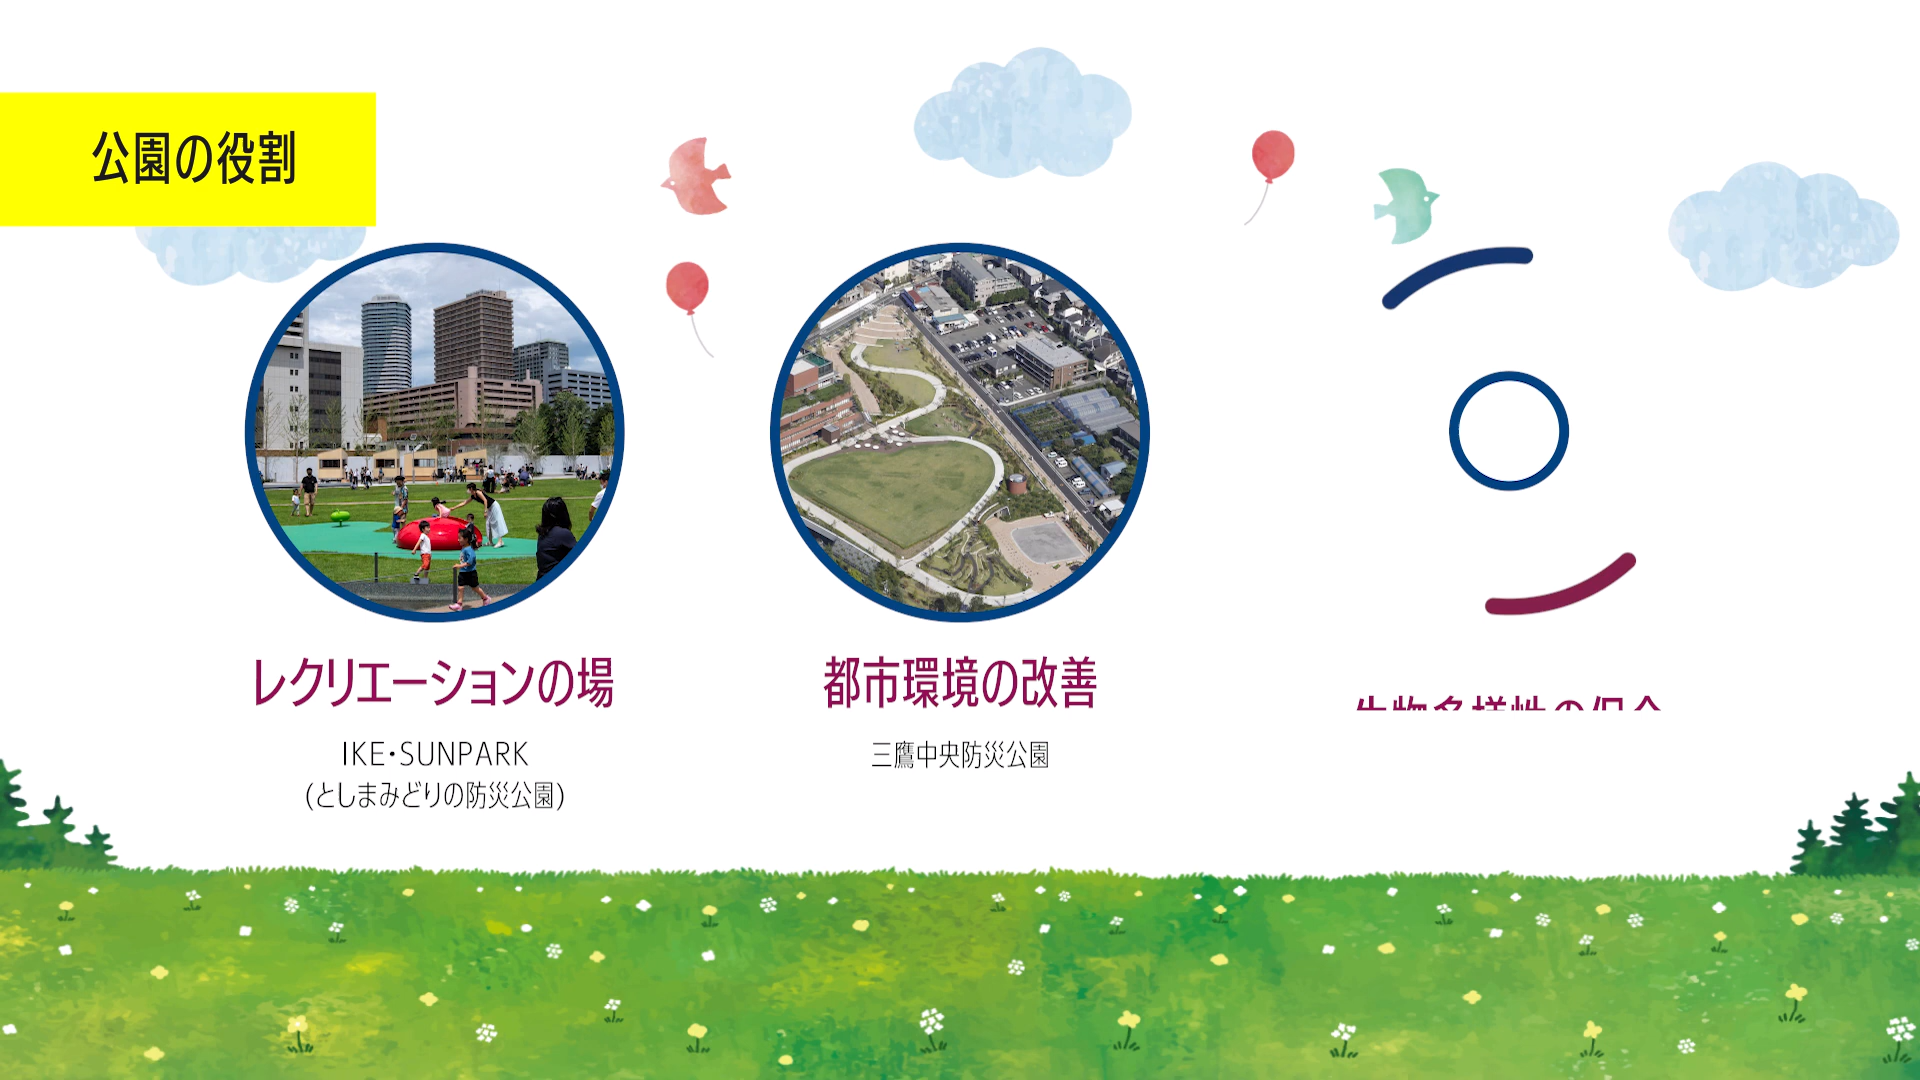 公園の役割
レクリエーションの場
IKE・SUNPARK
(としまみどりの防災公園)
都市環境の改善
三鷹中央防災公園